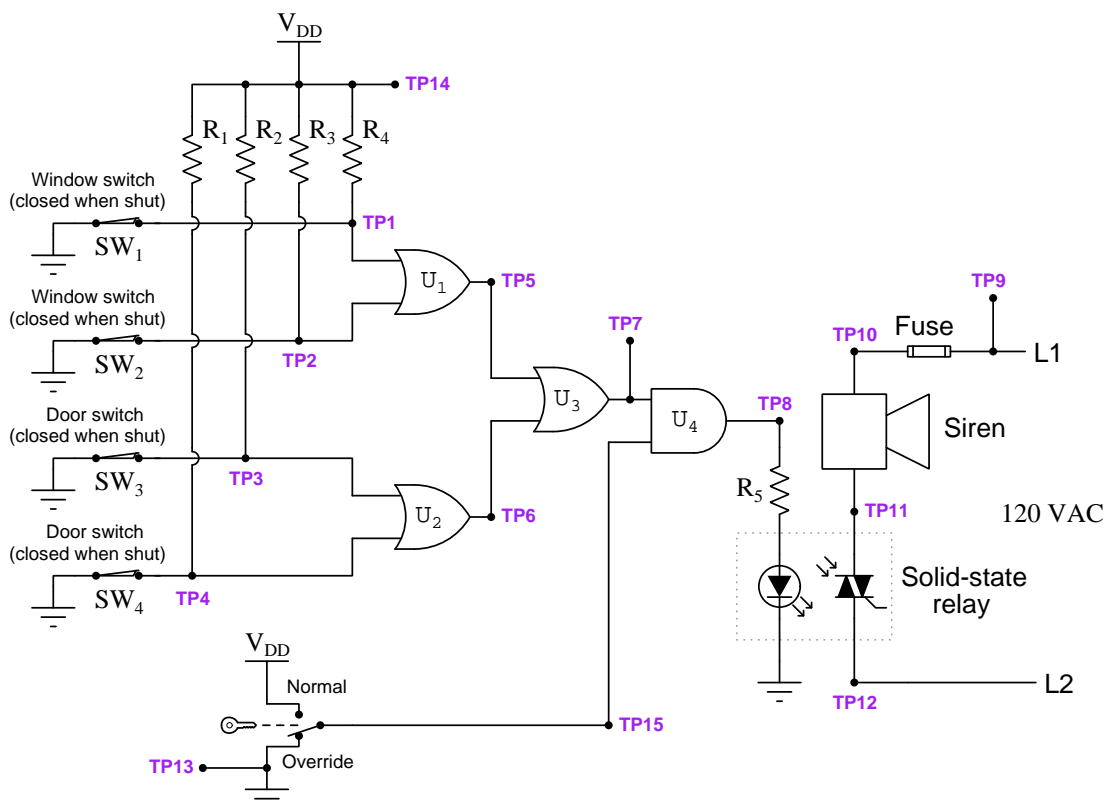 V_DD
TP14
R1 R2 R3 R4
Window switch
(closed when shut)
SW1
TP1
U1
TP5
Window switch
(closed when shut)
SW2
TP2
TP7
TP9
TP10
Fuse
L1
U3
U4
TP8
Siren
Door switch
(closed when shut)
SW3
TP3
R5
U2
TP6
TP11
120 VAC
Door switch
(closed when shut)
SW4
TP4
Solid-state
relay
V_DD
Normal
TP12
L2
TP15
Override
TP13